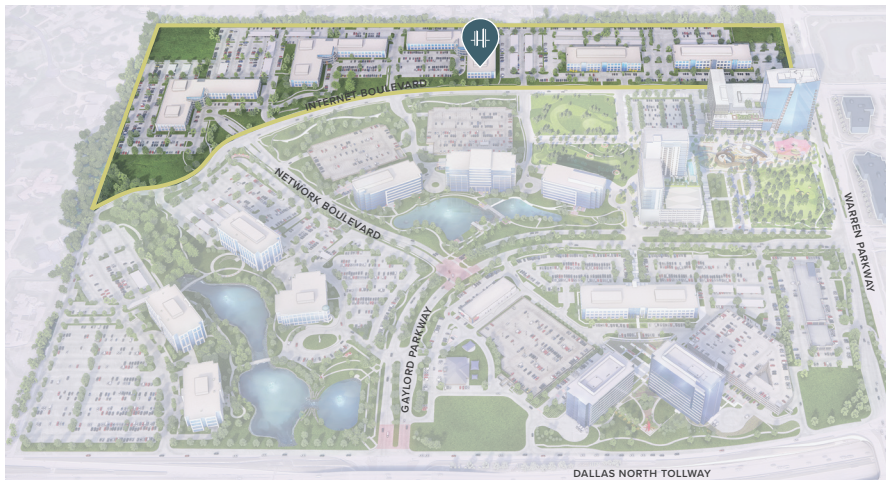 INTERNET BOULEVARD
NETWORK BOULEVARD
WARREN PARKWAY
GAYLORD PARKWAY
DALLAS NORTH TOLLWAY